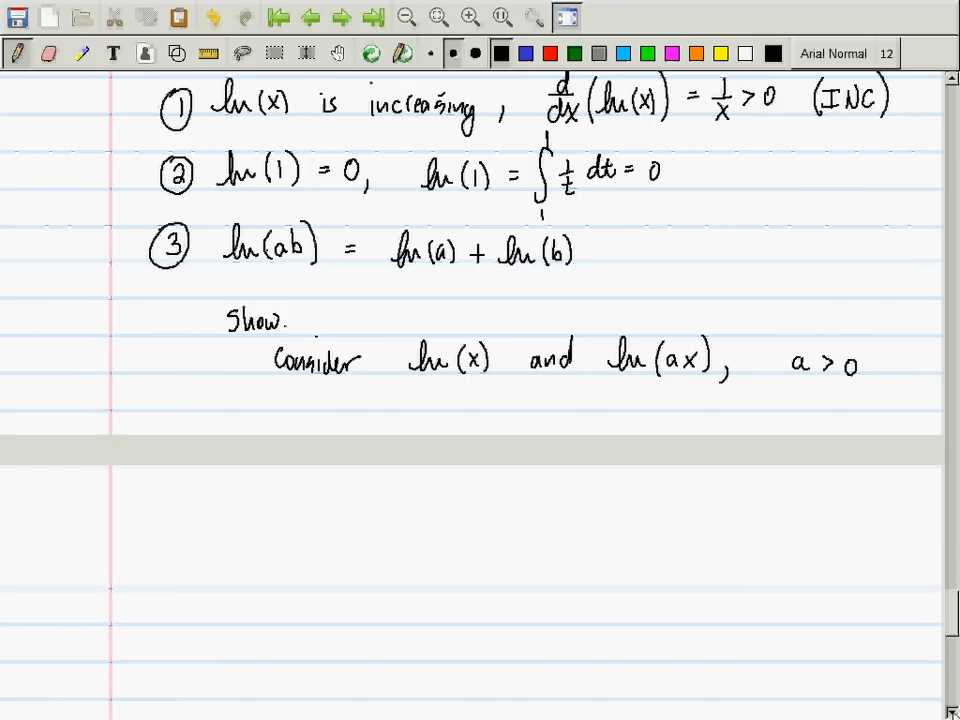 Arial Normal 12
① ln(x) is increasing, d/dx (ln(x)) = 1/x > 0 (INC)
② ln(1) = 0, ln(1) = ∫₁¹ 1/t dt = 0
③ ln(ab) = ln(a) + ln(b)
Show.
Consider ln(x) and ln(ax), a > 0